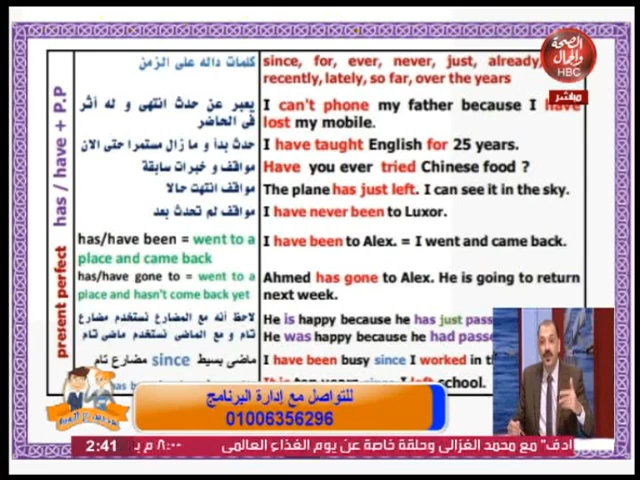 الصحة
والجمال
HBC
مباشر
present perfect has / have + P.P
كلمات داله على الزمن
since, for, ever, never, just, already,
recently, lately, so far, over the years
يعبر عن حدث انتهى و له أثر
فى الحاضر
I can't phone my father because I have
lost my mobile.
حدث بدأ و ما زال مستمرا حتى الان
I have taught English for 25 years.
مواقف و خبرات سابقة
Have you ever tried Chinese food ?
مواقف انتهت حالا
The plane has just left. I can see it in the sky.
مواقف لم تحدث بعد
I have never been to Luxor.
has/have been = went to a
place and came back
I have been to Alex. = I went and came back.
has/have gone to = went to a
place and hasn't come back yet
Ahmed has gone to Alex. He is going to return
next week.
لاحظ أنه مع المضارع نستخدم مضارع
تام و مع الماضى نستخدم ماضى تام
He is happy because he has just
He was happy because he had
ماضى بسيط since مضارع تام
I have been busy since I worked in
school.
للتواصل مع إدارة البرنامج
01006356296
2:41
٨:٠٠ م
مع محمد الغزالى وحلقة خاصة عن يوم الغذاء العالمى